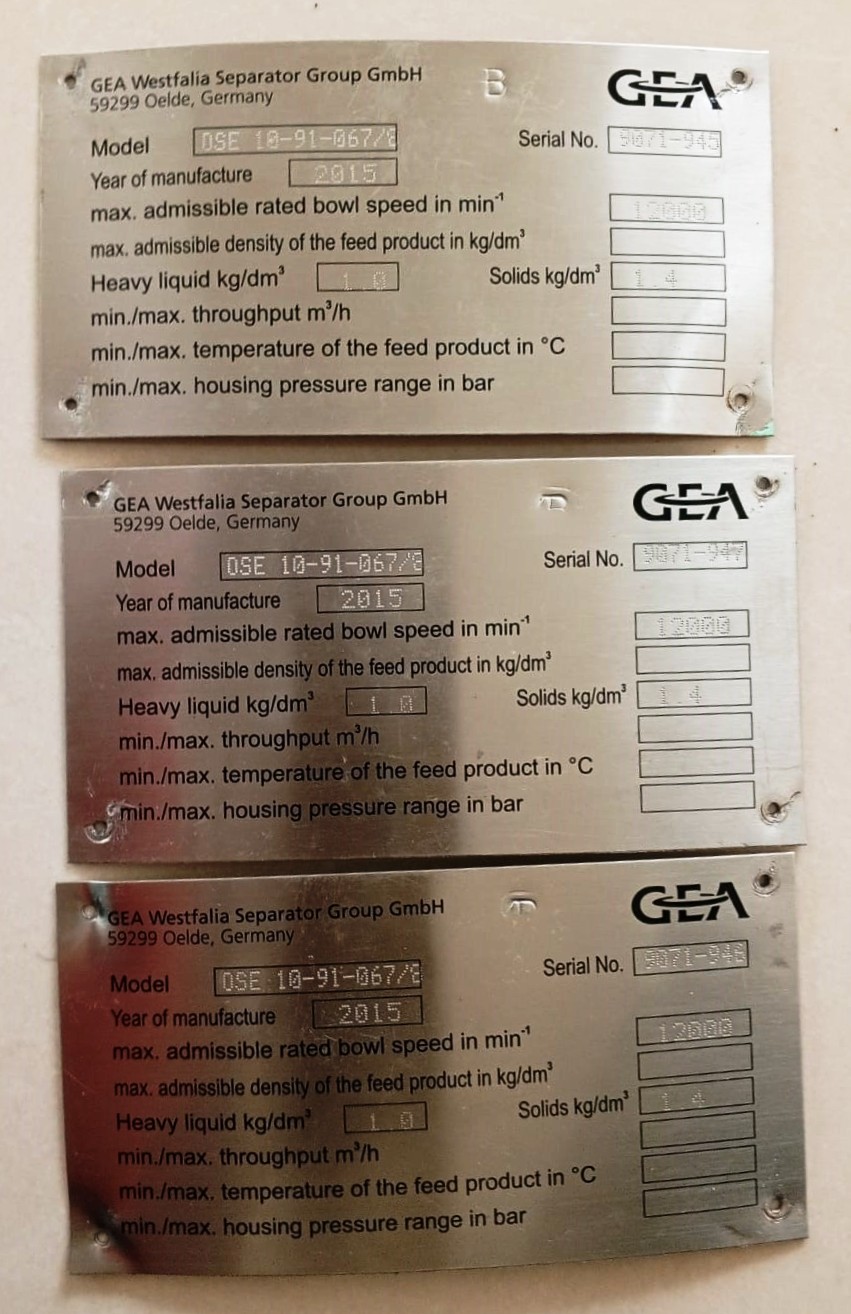 GEA Westfalia Separator Group GmbH B GEA
59299 Oelde, Germany
Model OSE 10-91-067/8 Serial No. 9071-945
Year of manufacture 2015
max. admissible rated bowl speed in min⁻¹ 12000
max. admissible density of the feed product in kg/dm³
Heavy liquid kg/dm³ 1.0 Solids kg/dm³ 1.4
min./max. throughput m³/h
min./max. temperature of the feed product in °C
min./max. housing pressure range in bar
GEA Westfalia Separator Group GmbH GEA
59299 Oelde, Germany
Model OSE 10-91-067/8 Serial No. 9071-947
Year of manufacture 2015
max. admissible rated bowl speed in min⁻¹ 12000
max. admissible density of the feed product in kg/dm³
Heavy liquid kg/dm³ 1.0 Solids kg/dm³ 1.4
min./max. throughput m³/h
min./max. temperature of the feed product in °C
min./max. housing pressure range in bar
GEA Westfalia Separator Group GmbH GEA
59299 Oelde, Germany
Model OSE 10-91-067/8 Serial No. 9071-946
Year of manufacture 2015
max. admissible rated bowl speed in min⁻¹ 12000
max. admissible density of the feed product in kg/dm³
Heavy liquid kg/dm³ 1.0 Solids kg/dm³ 1.4
min./max. throughput m³/h
min./max. temperature of the feed product in °C
min./max. housing pressure range in bar